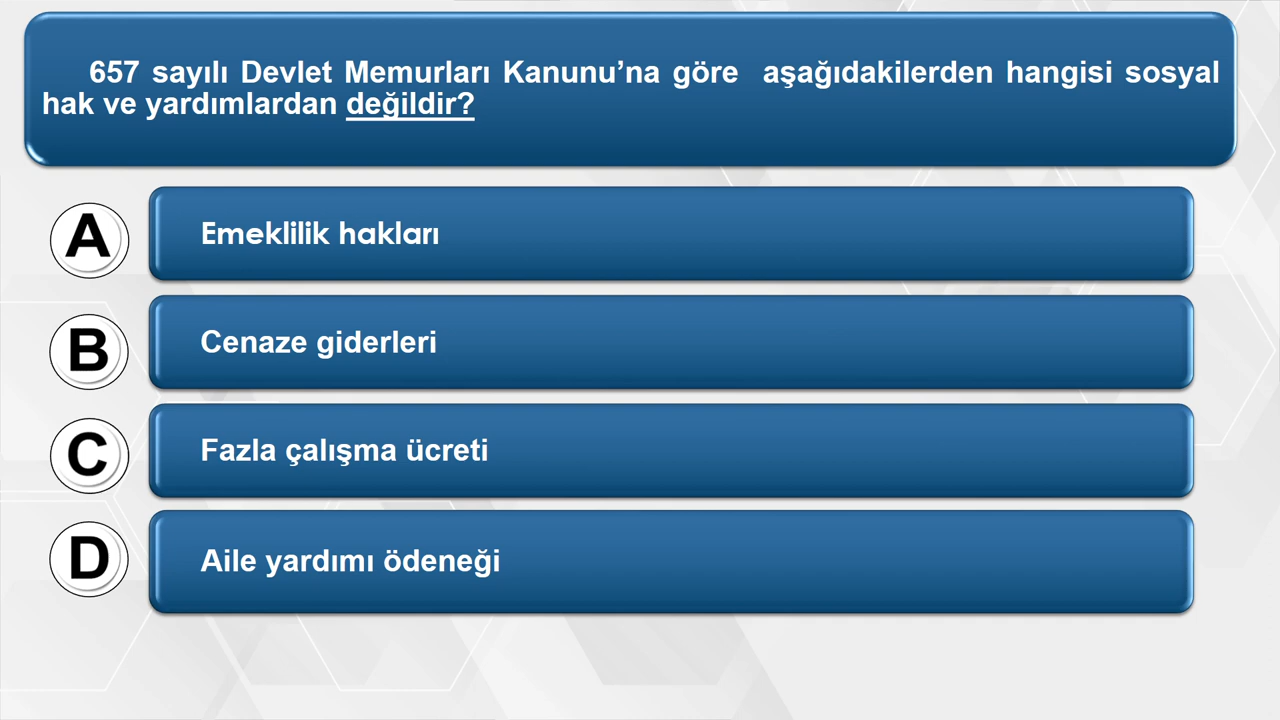 657 sayılı Devlet Memurları Kanunu’na göre aşağıdakilerden hangisi sosyal
hak ve yardımlardan değildir?
A
Emeklilik hakları
B
Cenaze giderleri
C
Fazla çalışma ücreti
D
Aile yardımı ödeneği